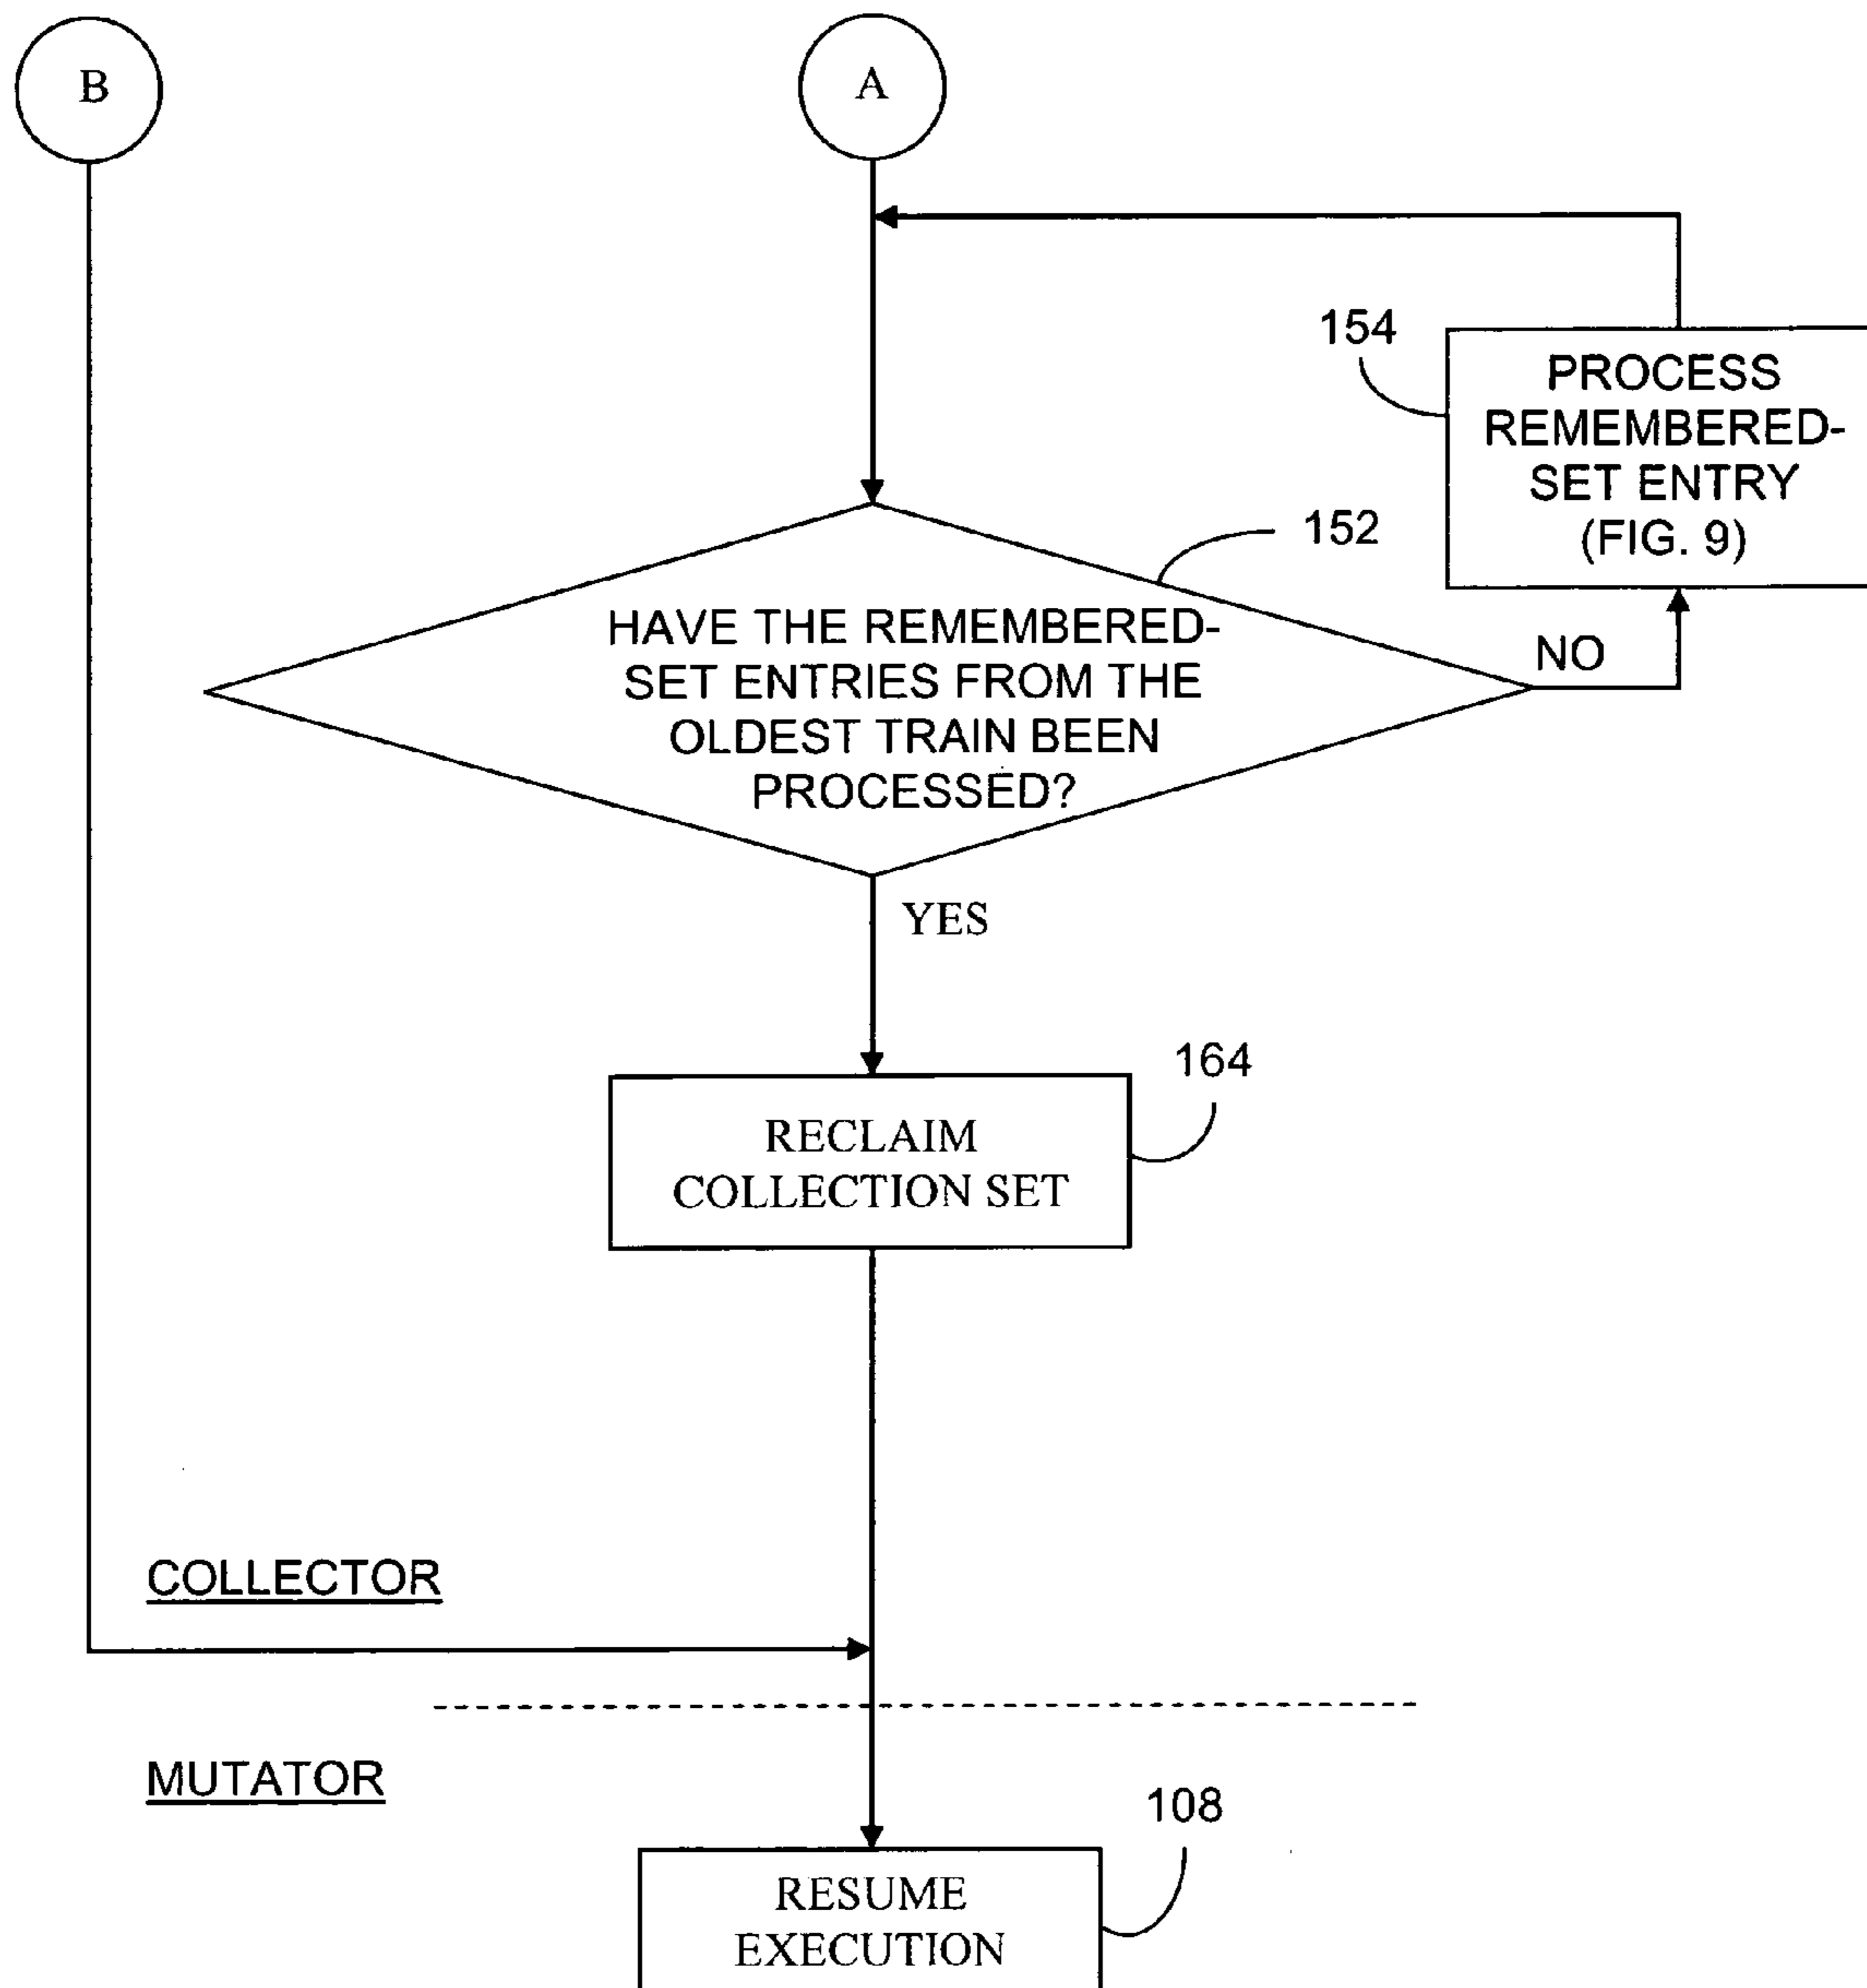 B
A
154
PROCESS
REMEMBERED-
SET ENTRY
(FIG. 9)
152
HAVE THE REMEMBERED-
SET ENTRIES FROM THE
OLDEST TRAIN BEEN
PROCESSED?
NO
YES
164
RECLAIM
COLLECTION SET
COLLECTOR
MUTATOR
108
RESUME
EXECUTION